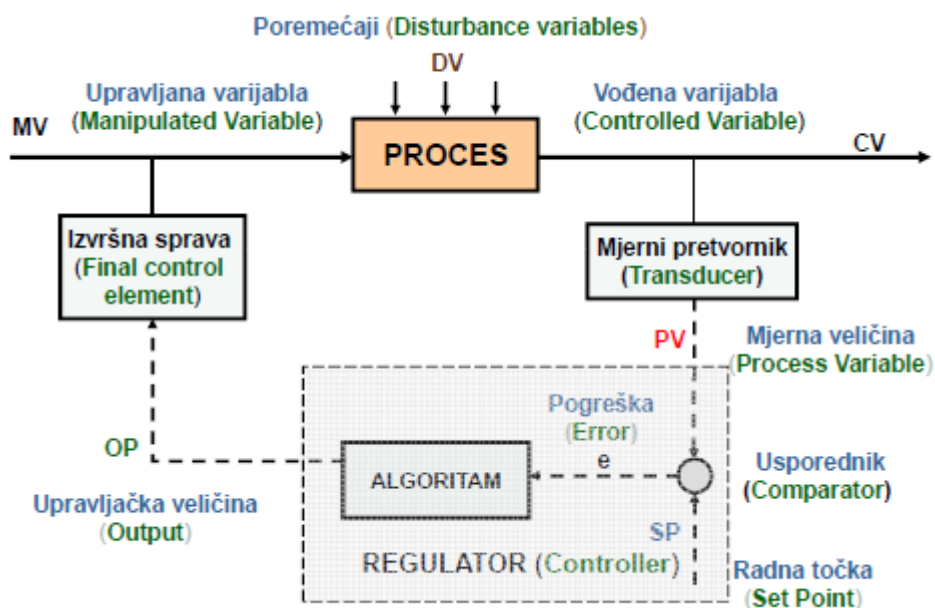 Poremećaji (Disturbance variables)
DV
Upravljana varijabla
(Manipulated Variable)
MV
PROCES
Vođena varijabla
(Controlled Variable)
CV
Izvršna sprava
(Final control
element)
Mjerni pretvornik
(Transducer)
PV
Mjerna veličina
(Process Variable)
Pogreška
(Error)
e
OP
ALGORITAM
Usporednik
(Comparator)
Upravljačka veličina
(Output)
SP
REGULATOR (Controller)
Radna točka
(Set Point)